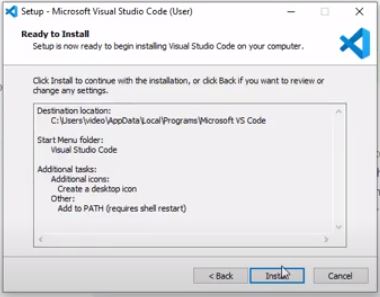 Setup - Microsoft Visual Studio Code (User)
Ready to Install
Setup is now ready to begin installing Visual Studio Code on your computer.
Click Install to continue with the installation, or click Back if you want to review
or change any settings.
Destination location:
C:\Users\video\AppData\Local\Programs\Microsoft VS Code
Start Menu folder:
Visual Studio Code
Additional tasks:
Additional icons:
Create a desktop icon
Other:
Add to PATH (requires shell restart)
< Back
Install
Cancel